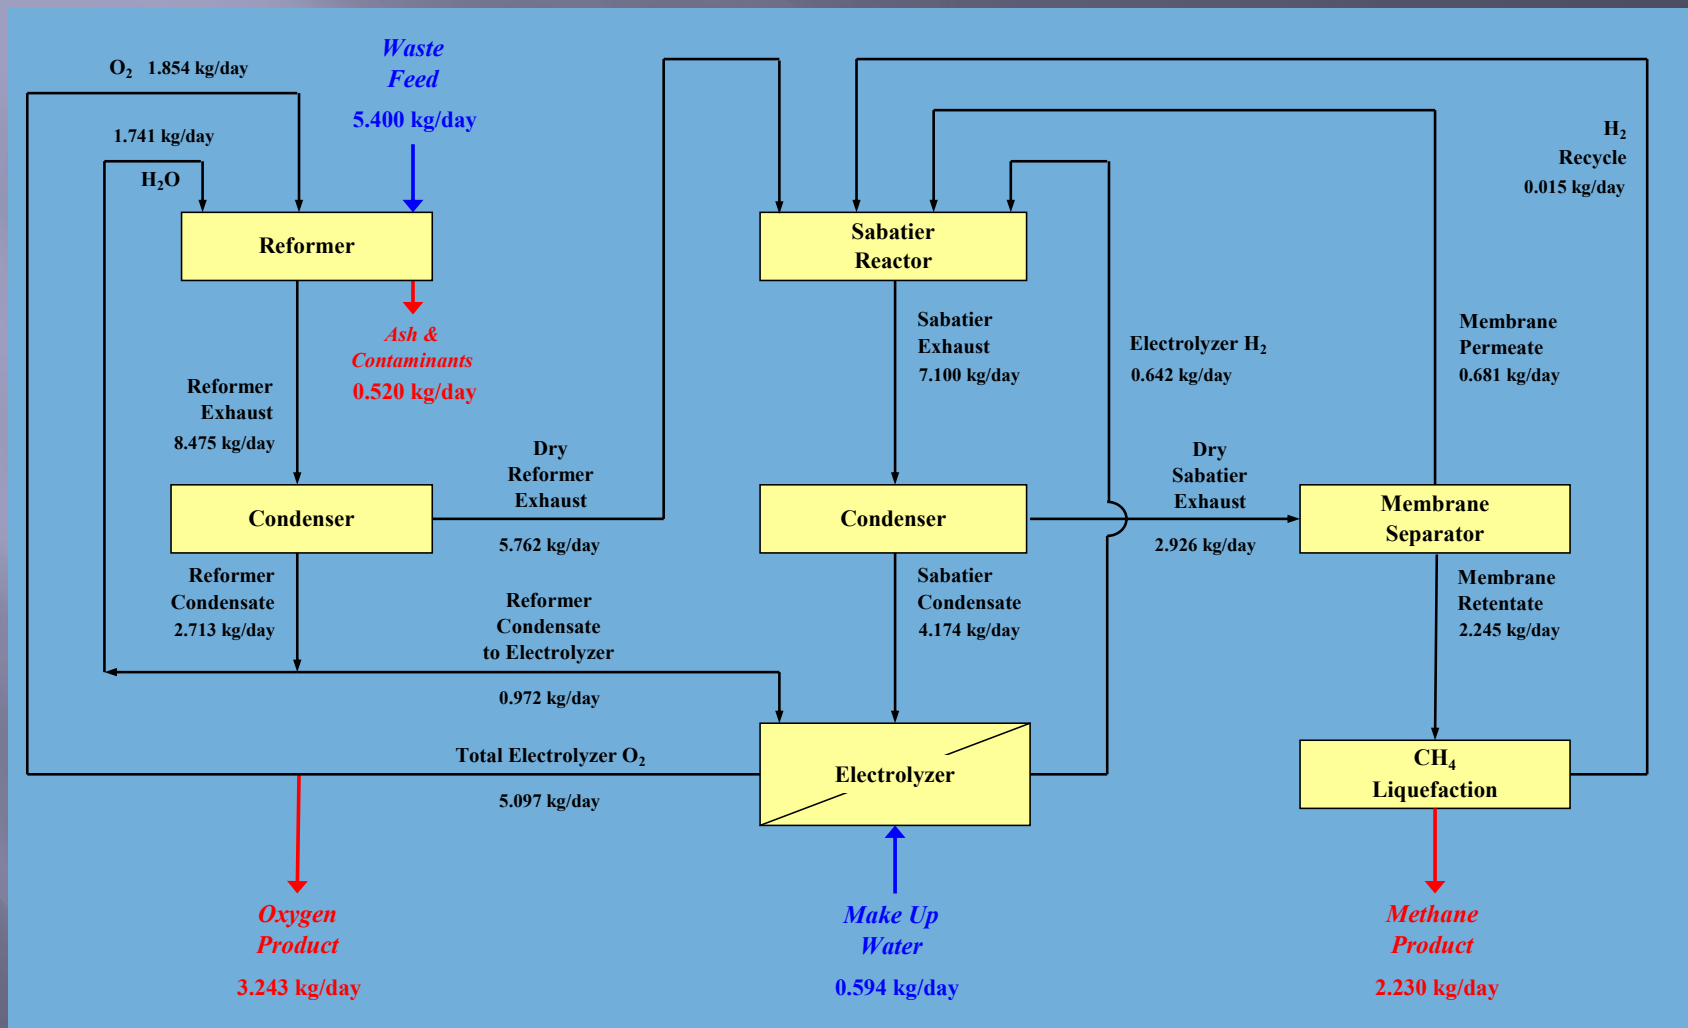 O₂ 1.854 kg/day
1.741 kg/day
H₂O
Waste
Feed
5.400 kg/day
Reformer
Ash &
Contaminants
0.520 kg/day
Reformer
Exhaust
8.475 kg/day
Condenser
Dry
Reformer
Exhaust
5.762 kg/day
Reformer
Condensate
2.713 kg/day
Reformer
Condensate
to Electrolyzer
0.972 kg/day
Total Electrolyzer O₂
5.097 kg/day
Oxygen
Product
3.243 kg/day
Sabatier
Reactor
Sabatier
Exhaust
7.100 kg/day
Electrolyzer H₂
0.642 kg/day
Condenser
Dry
Sabatier
Exhaust
2.926 kg/day
Sabatier
Condensate
4.174 kg/day
Electrolyzer
Make Up
Water
0.594 kg/day
H₂
Recycle
0.015 kg/day
Membrane
Permeate
0.681 kg/day
Membrane
Separator
Membrane
Retentate
2.245 kg/day
CH₄
Liquefaction
Methane
Product
2.230 kg/day